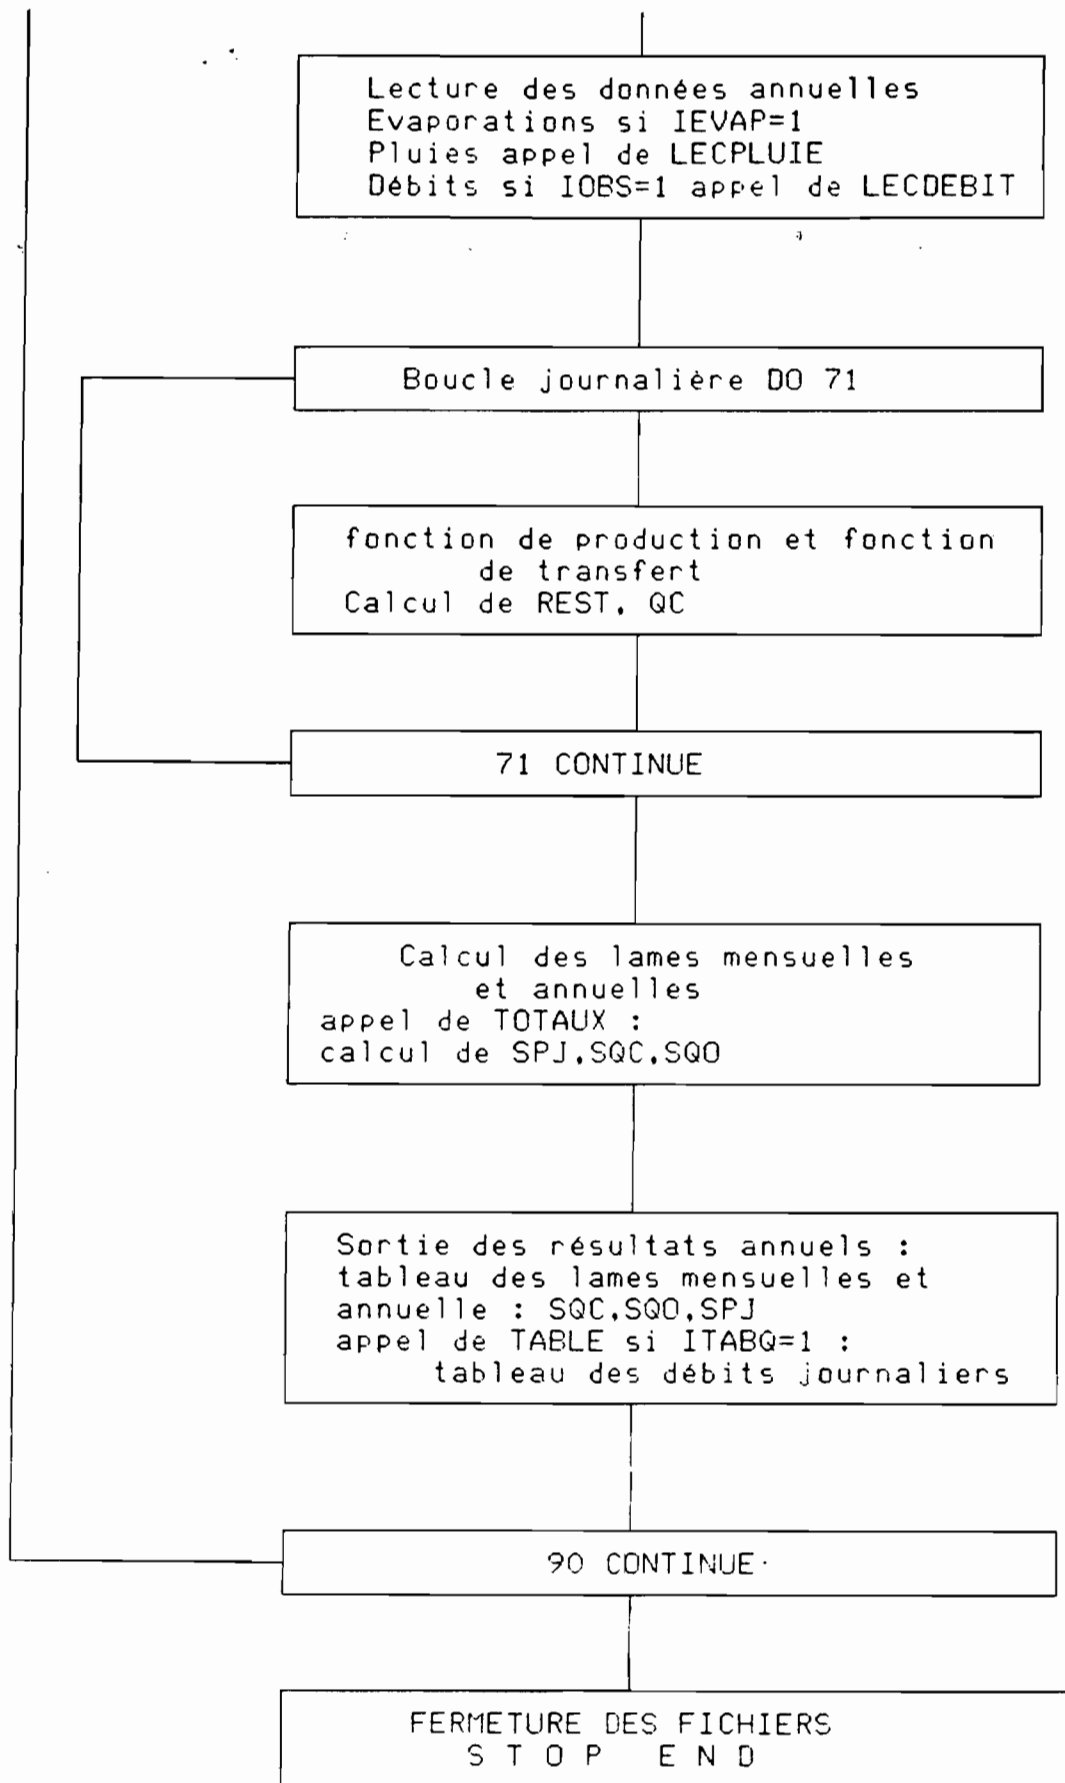 Lecture des données annuelles
Evaporations si IEVAP=1
Pluies appel de LECPLUIE
Débits si IOBS=1 appel de LECDEBIT
Boucle journalière DO 71
fonction de production et fonction
de transfert
Calcul de REST, QC
71 CONTINUE
Calcul des lames mensuelles
et annuelles
appel de TOTAUX :
calcul de SPJ,SQC,SQO
Sortie des résultats annuels :
tableau des lames mensuelles et
annuelle : SQC,SQO,SPJ
appel de TABLE si ITABQ=1 :
tableau des débits journaliers
90 CONTINUE
FERMETURE DES FICHIERS
S T O P   E N D